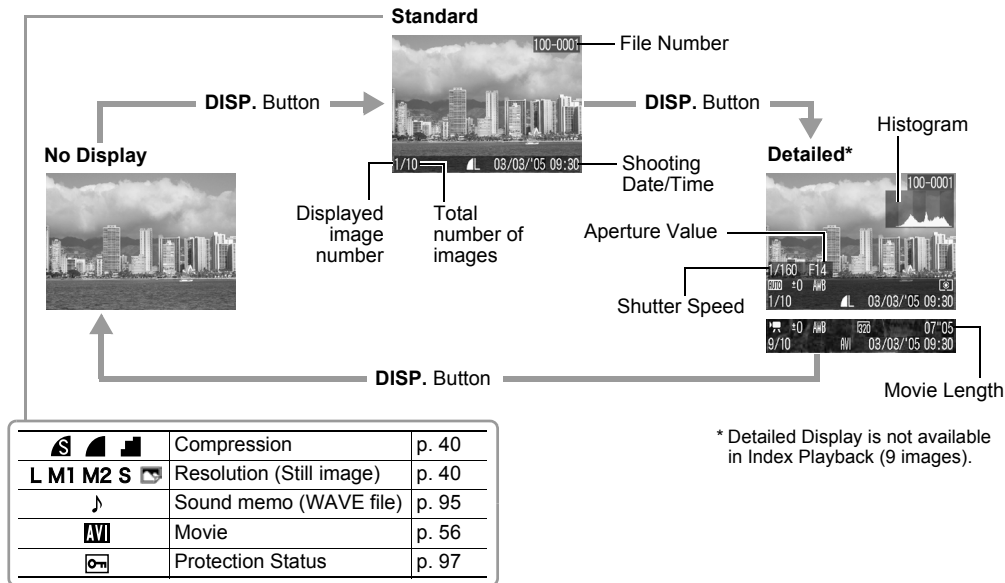 Standard
100-0001
File Number
DISP. Button
DISP. Button
Histogram
No Display
Detailed*
1/10 L 03/03/'05 09:30
Shooting
Date/Time
100-0001
Displayed
image
number
Total
number of
images
Aperture Value
1/160 F14
Shutter Speed
AUTO ±0 AWB
1/10 L 03/03/'05 09:30
±0 AWB 320 07"05
9/10 AVI 03/03/'05 09:30
DISP. Button
Movie Length
S Compression p. 40
L M1 M2 S Resolution (Still image) p. 40
♪ Sound memo (WAVE file) p. 95
AVI Movie p. 56
Protection Status p. 97
* Detailed Display is not available
in Index Playback (9 images).